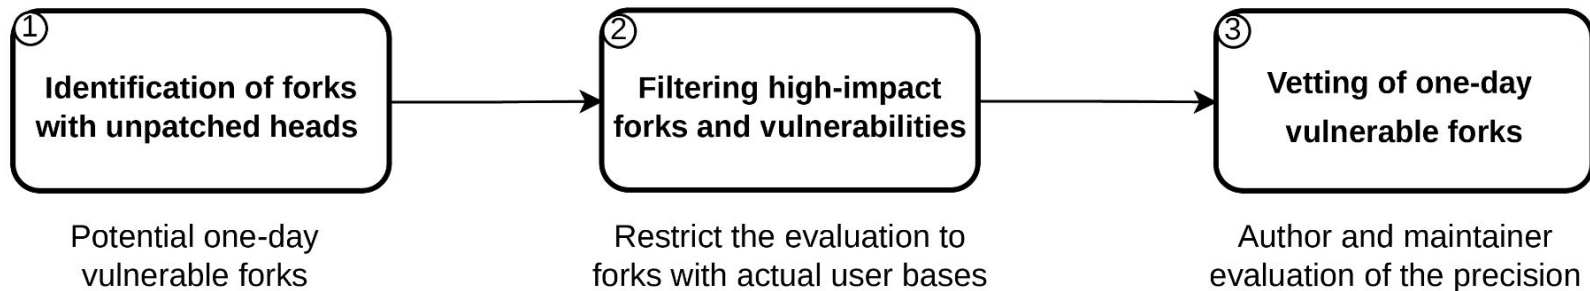 1
Identification of forks
with unpatched heads
Potential one-day
vulnerable forks
2
Filtering high-impact
forks and vulnerabilities
Restrict the evaluation to
forks with actual user bases
3
Vetting of one-day
vulnerable forks
Author and maintainer
evaluation of the precision